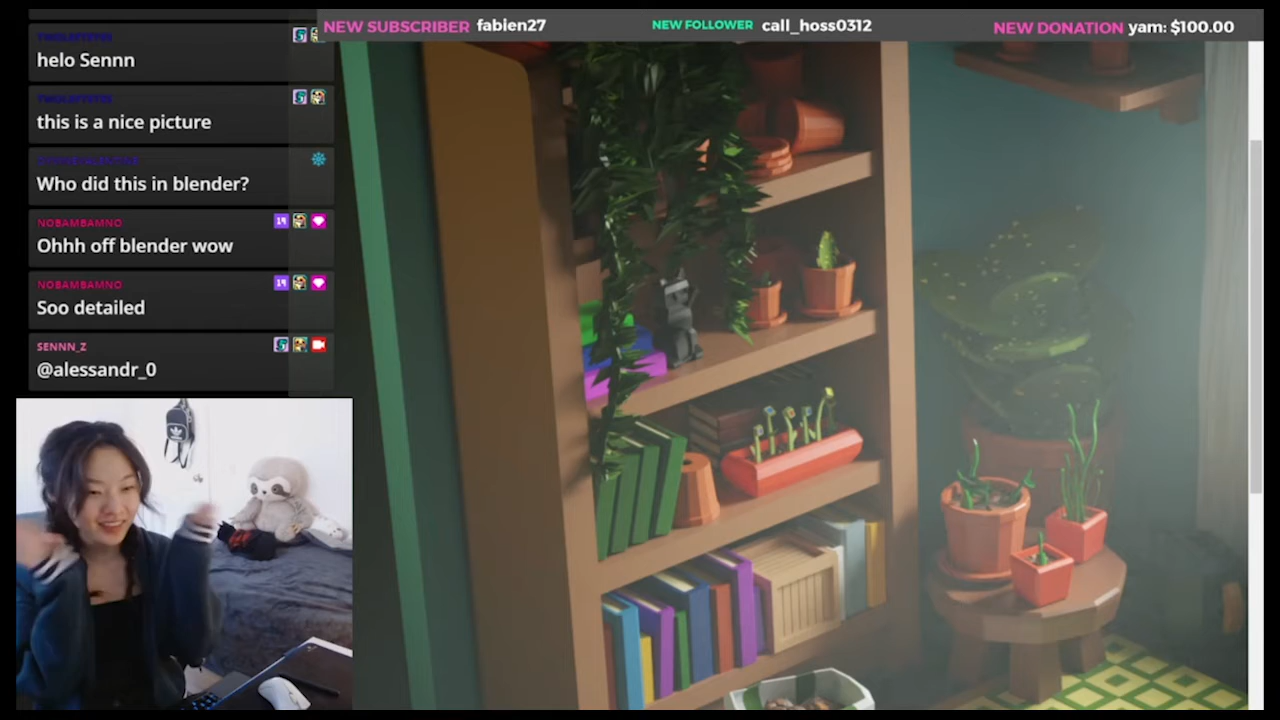 NEW SUBSCRIBER fabien27
NEW FOLLOWER call_hoss0312
NEW DONATION yam: $100.00
helo Sennn
this is a nice picture
Who did this in blender?
NOBAMBAMNO
Ohhh off blender wow
NOBAMBAMNO
Soo detailed
SENNN_Z
@alessandr_0